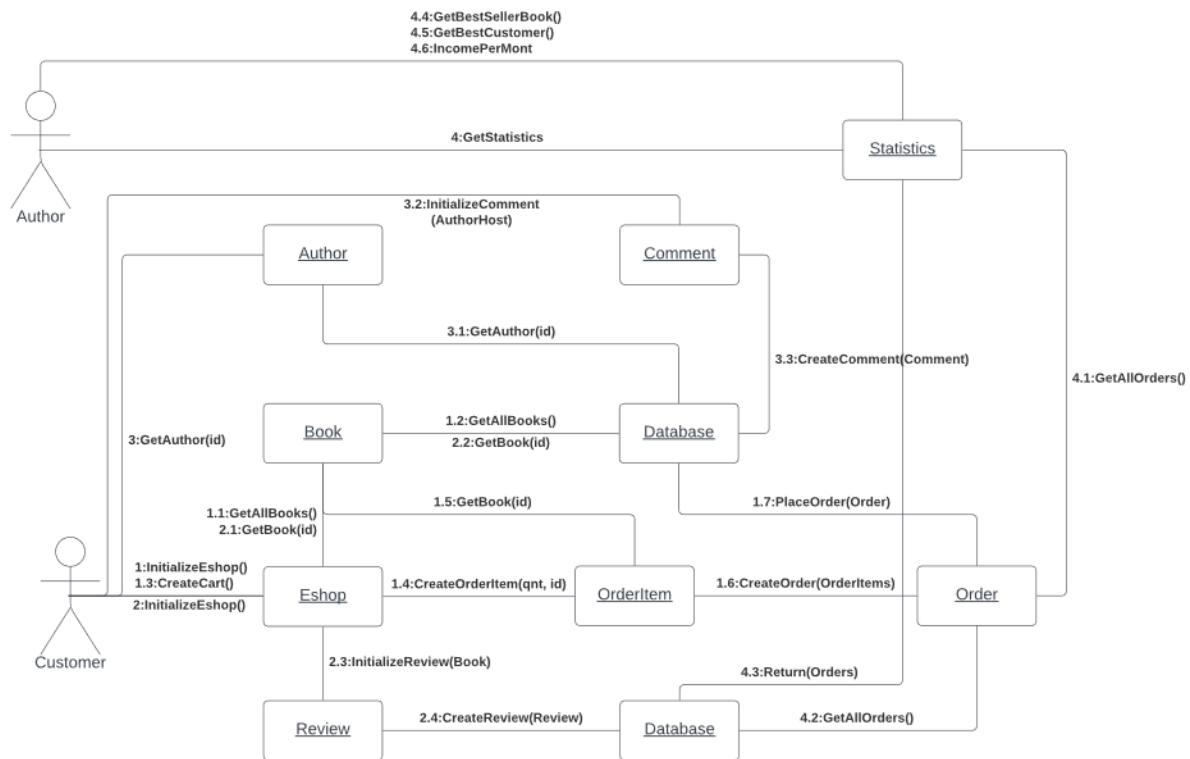 4.4:GetBestSellerBook()
4.5:GetBestCustomer()
4.6:IncomePerMont
4:GetStatistics
Statistics
Author
3.2:InitializeComment
(AuthorHost)
Author
Comment
3.1:GetAuthor(id)
3.3:CreateComment(Comment)
4.1:GetAllOrders()
Book
1.2:GetAllBooks()
2.2:GetBook(id)
Database
3:GetAuthor(id)
1.1:GetAllBooks()
2.1:GetBook(id)
1.5:GetBook(id)
1.7:PlaceOrder(Order)
1:InitializeEshop()
1.3:CreateCart()
2:InitializeEshop()
Eshop
1.4:CreateOrderItem(qnt, id)
OrderItem
1.6:CreateOrder(OrderItems)
Order
Customer
2.3:InitializeReview(Book)
4.3:Return(Orders)
Review
2.4:CreateReview(Review)
Database
4.2:GetAllOrders()